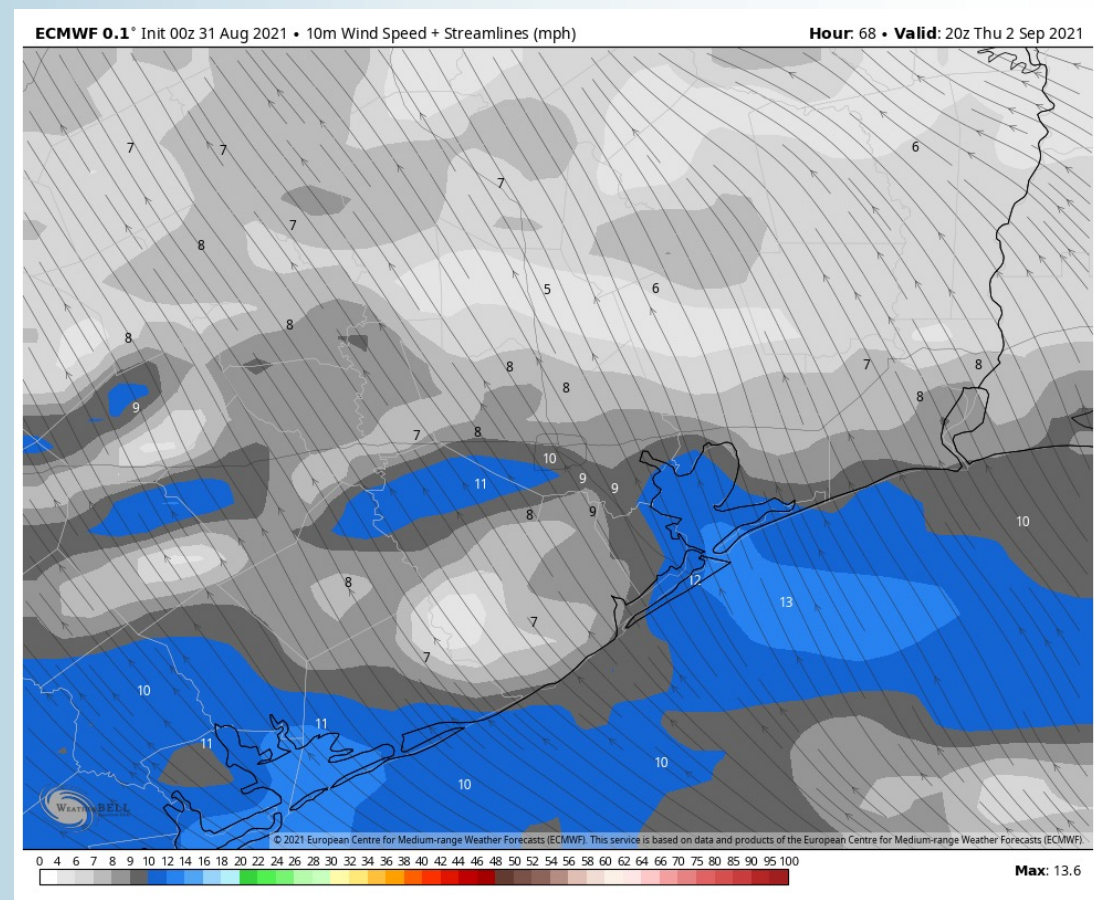 ECMWF 0.1° Init 00z 31 Aug 2021 • 10m Wind Speed + Streamlines (mph) Hour: 68 • Valid: 20z Thu 2 Sep 2021
7 7 6
7
7
8
5 6
8
8 8 7 8
8 8
9
7 8
10
11 9 9
8 9 10
8 12
13
7
7
10
11
11
10
10
WEATHERBELL
© 2021 European Centre for Medium-range Weather Forecasts (ECMWF). This service is based on data and products of the European Centre for Medium-range Weather Forecasts (ECMWF).
0 4 6 7 8 9 10 12 14 16 18 20 22 24 26 28 30 32 34 36 38 40 42 44 46 48 50 52 54 56 58 60 62 64 66 70 75 80 85 90 95 100
Max: 13.6